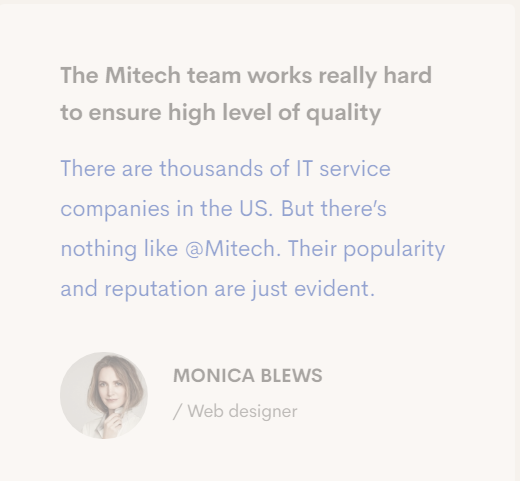 The Mitech team works really hard
to ensure high level of quality
There are thousands of IT service
companies in the US. But there’s
nothing like @Mitech. Their popularity
and reputation are just evident.
MONICA BLEWS
/ Web designer